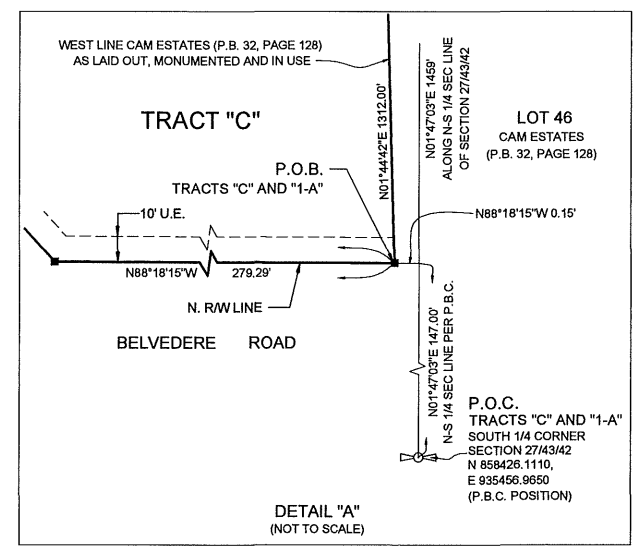 WEST LINE CAM ESTATES (P.B. 32, PAGE 128)
AS LAID OUT, MONUMENTED AND IN USE
TRACT "C"
N01°44'42"E 1312.00'
N01°47'03"E 1459'
ALONG N-S 1/4 SEC LINE
OF SECTION 27/43/42
LOT 46
CAM ESTATES
(P.B. 32, PAGE 128)
P.O.B.
TRACTS "C" AND "1-A"
10' U.E.
N88°18'15"W 0.15'
N88°18'15"W 279.29'
N. R/W LINE
BELVEDERE ROAD
N01°47'03"E 147.00'
N-S 1/4 SEC LINE PER P.B.C.
P.O.C.
TRACTS "C" AND "1-A"
SOUTH 1/4 CORNER
SECTION 27/43/42
N 858426.1110,
E 935456.9650
(P.B.C. POSITION)
DETAIL "A"
(NOT TO SCALE)